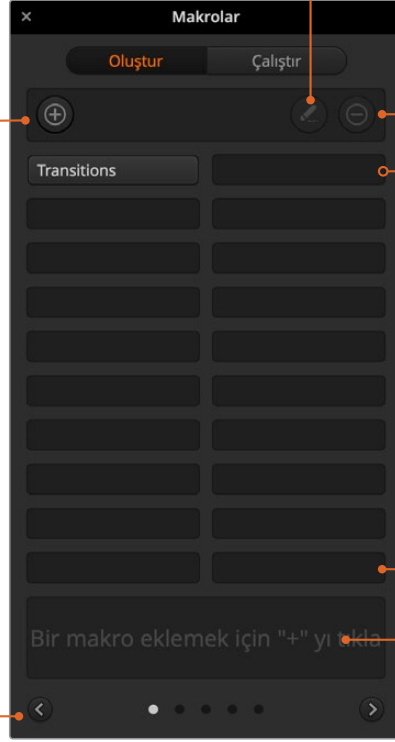 Makrolar
Oluştur Çalıştır
Transitions
Bir makro eklemek için "+" yı tıkla